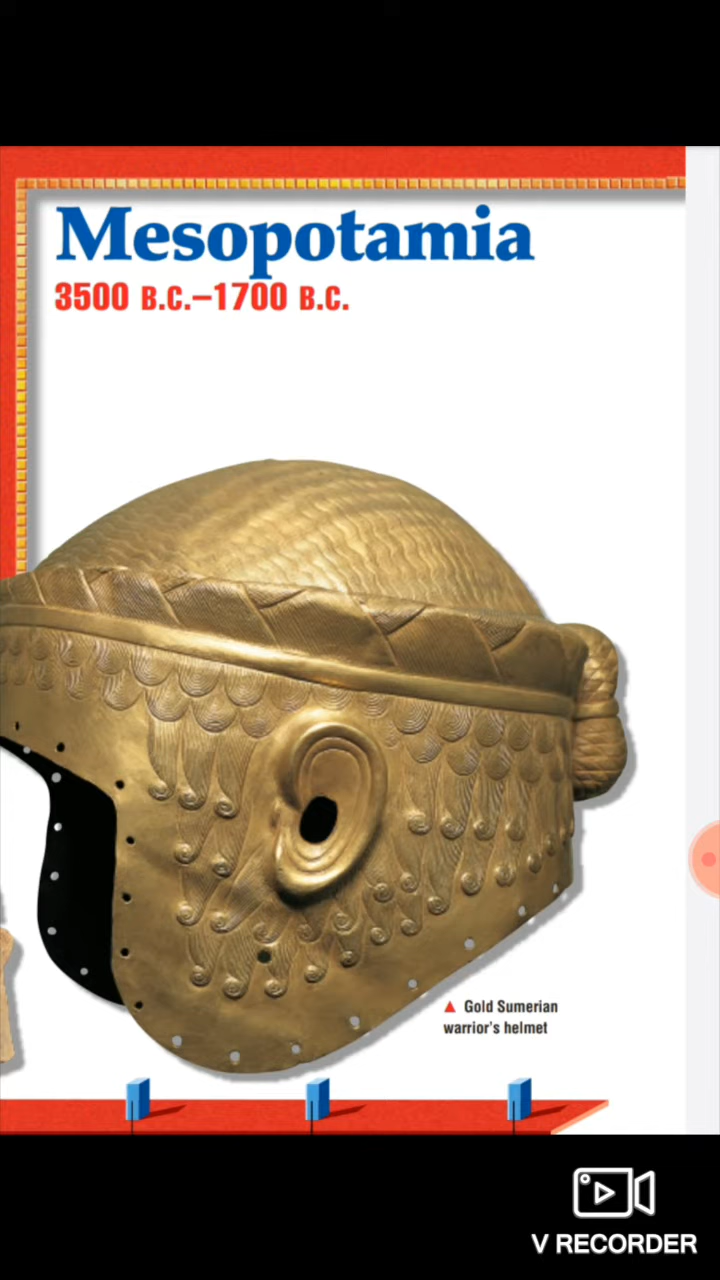 Mesopotamia
3500 B.C.–1700 B.C.
▲ Gold Sumerian
warrior's helmet
V RECORDER